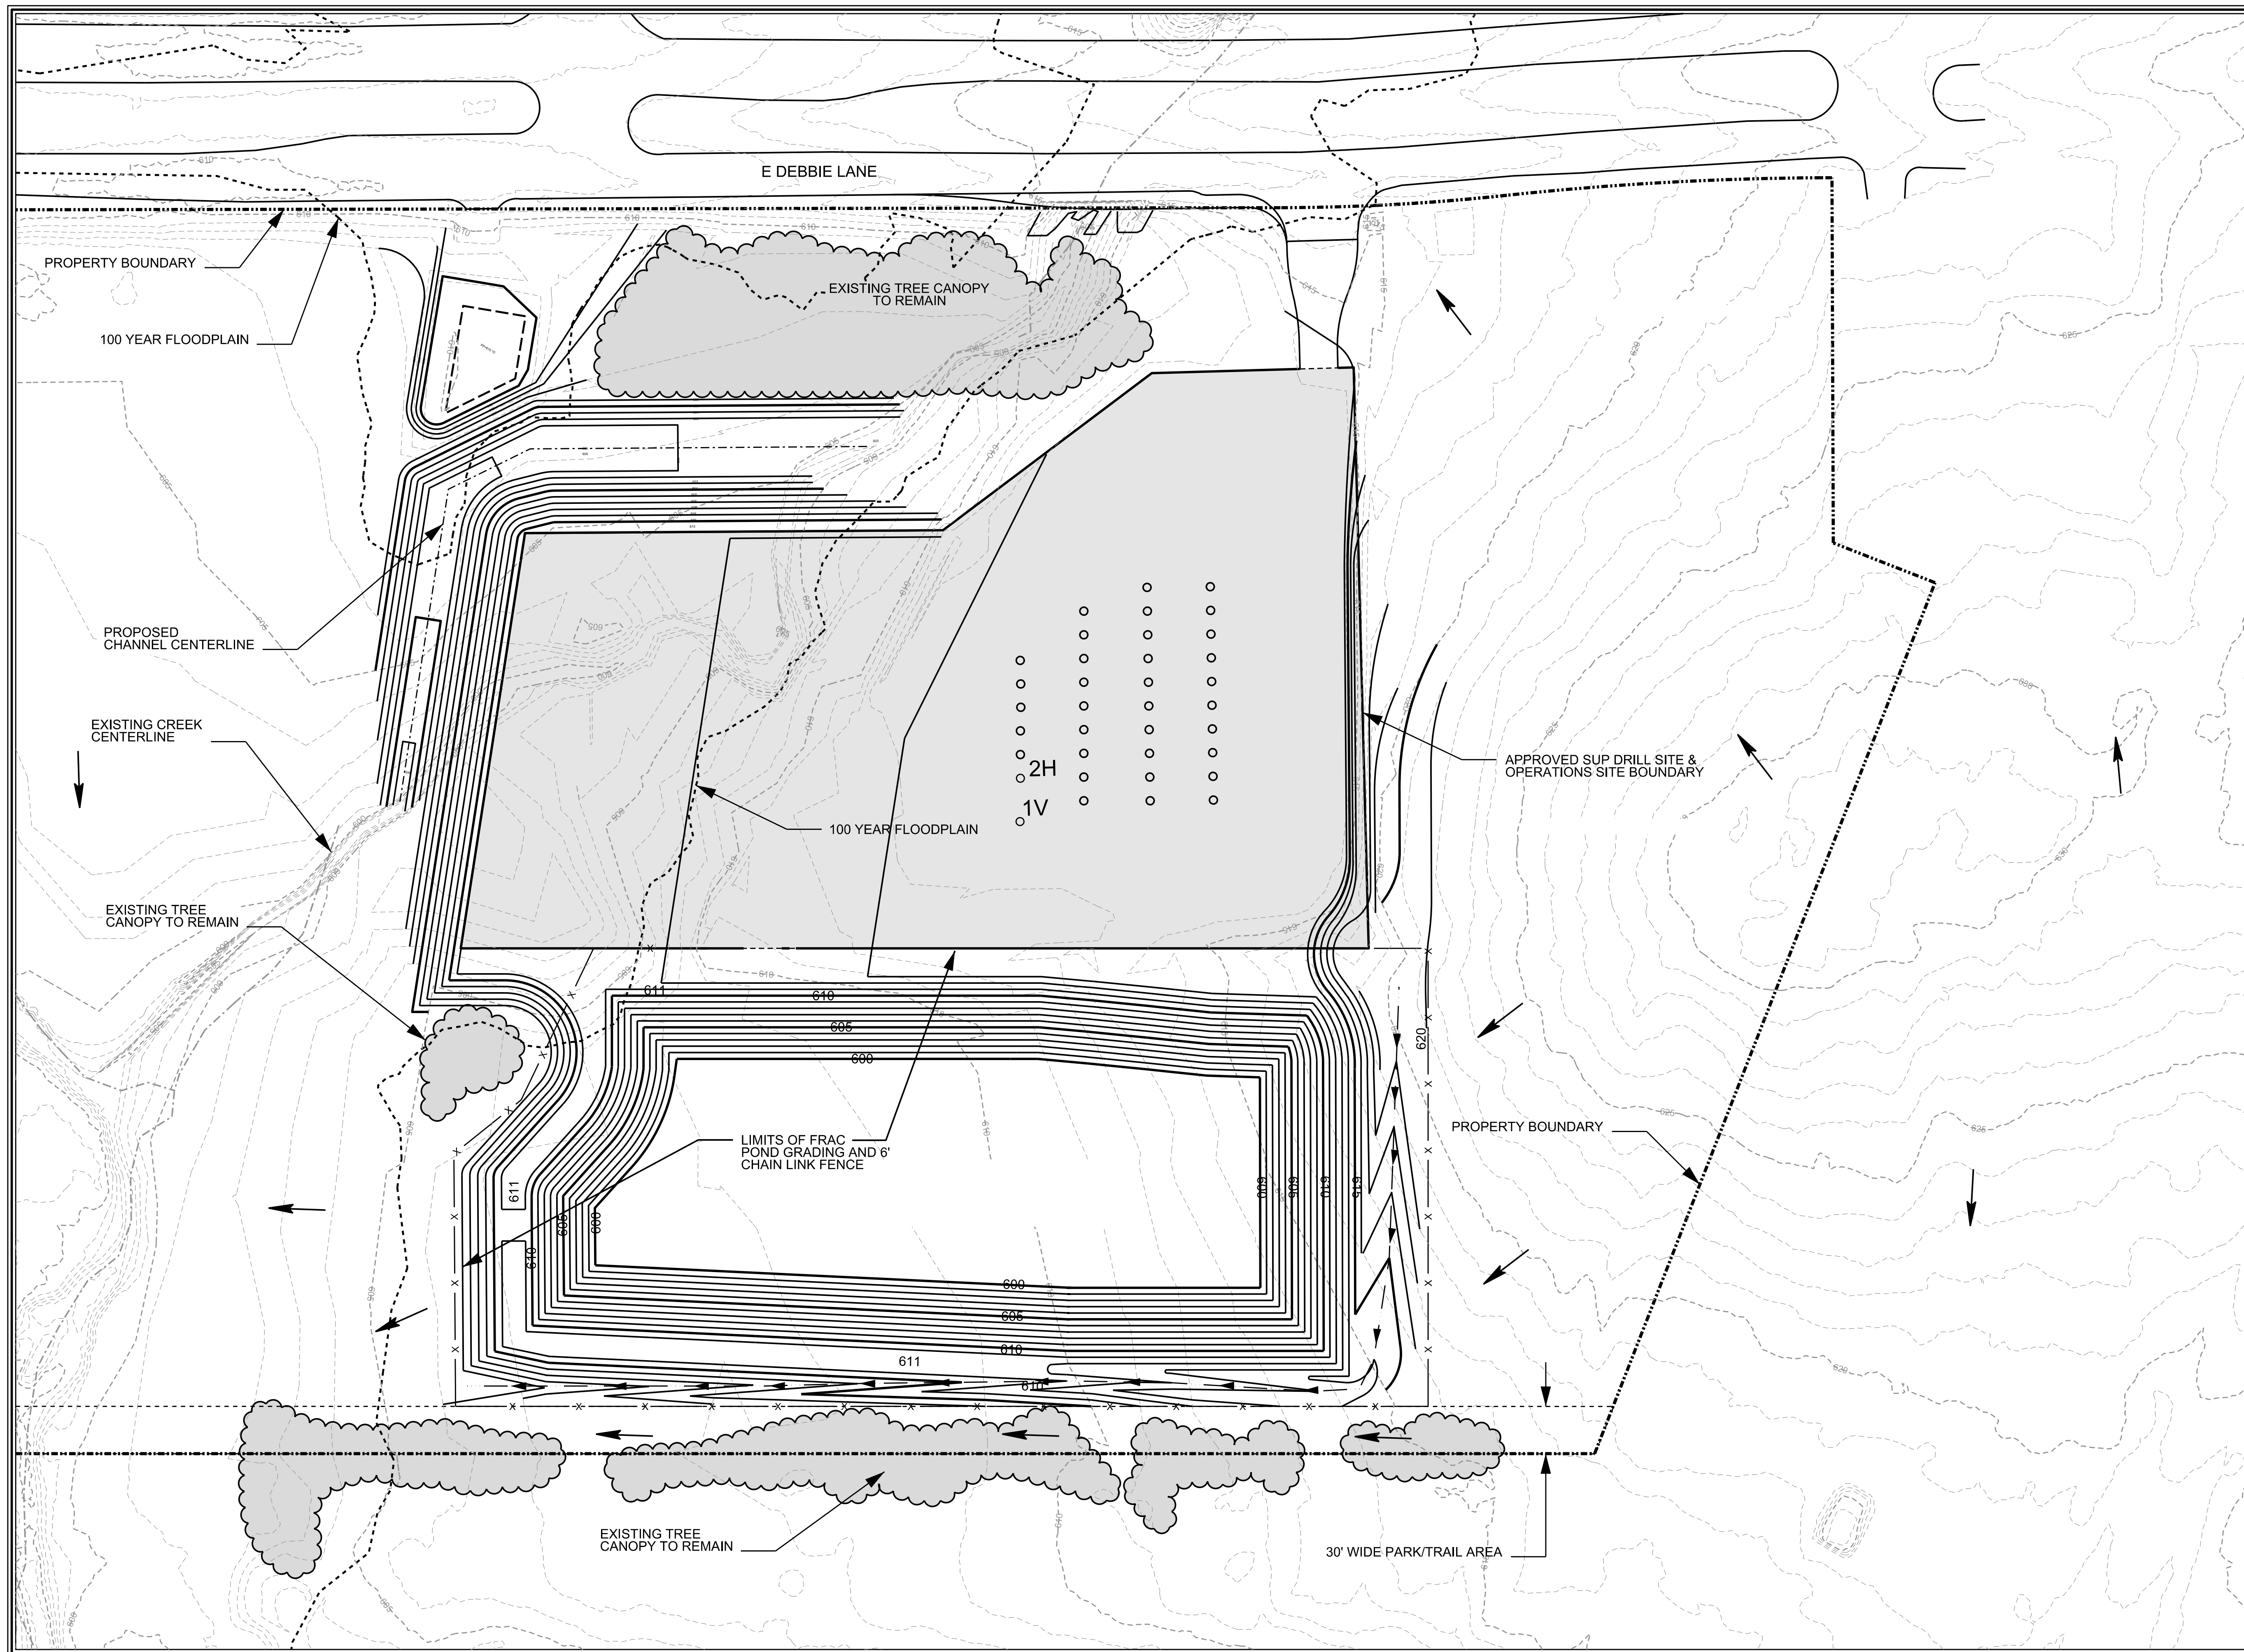 E DEBBIE LANE
PROPERTY BOUNDARY
100 YEAR FLOODPLAIN
EXISTING TREE CANOPY
TO REMAIN
PROPOSED
CHANNEL CENTERLINE
EXISTING CREEK
CENTERLINE
2H
1V
100 YEAR FLOODPLAIN
APPROVED SUP DRILL SITE &
OPERATIONS SITE BOUNDARY
EXISTING TREE
CANOPY TO REMAIN
611
610
605
600
620
LIMITS OF FRAC
POND GRADING AND 6'
CHAIN LINK FENCE
PROPERTY BOUNDARY
611
610
605
600
600
605
610
615
600
605
610
611
610
EXISTING TREE
CANOPY TO REMAIN
30' WIDE PARK/TRAIL AREA